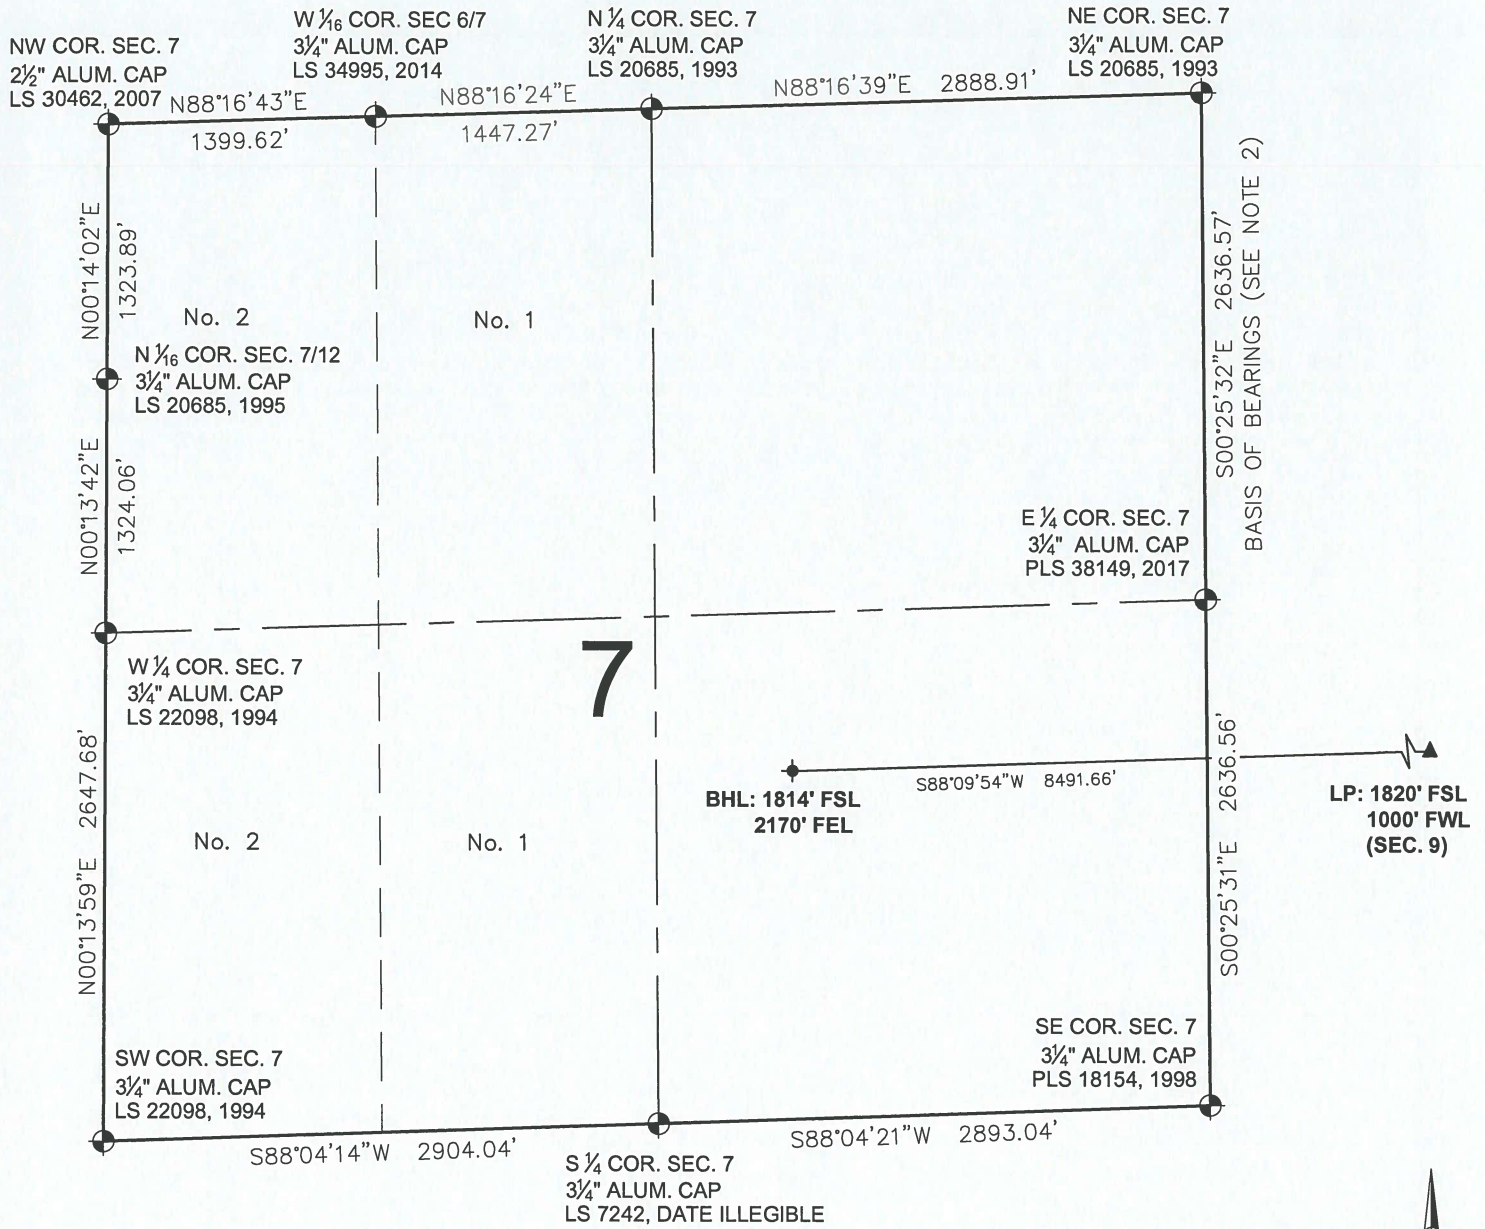 NW COR. SEC. 7
2½" ALUM. CAP
LS 30462, 2007
W 1⁄16 COR. SEC 6/7
3¼" ALUM. CAP
LS 34995, 2014
N ¼ COR. SEC. 7
3¼" ALUM. CAP
LS 20685, 1993
NE COR. SEC. 7
3¼" ALUM. CAP
LS 20685, 1993
N88°16'43"E
1399.62'
N88°16'24"E
1447.27'
N88°16'39"E 2888.91'
N00°14'02"E
1323.89'
No. 2
No. 1
S00°25'32"E 2636.57'
BASIS OF BEARINGS (SEE NOTE 2)
N 1⁄16 COR. SEC. 7/12
3¼" ALUM. CAP
LS 20685, 1995
N00°13'42"E
1324.06'
E ¼ COR. SEC. 7
3¼" ALUM. CAP
PLS 38149, 2017
W ¼ COR. SEC. 7
3¼" ALUM. CAP
LS 22098, 1994
7
N00°13'59"E 2647.68'
BHL: 1814' FSL
2170' FEL
S88°09'54"W 8491.66'
S00°25'31"E 2636.56'
LP: 1820' FSL
1000' FWL
(SEC. 9)
No. 2
No. 1
SW COR. SEC. 7
3¼" ALUM. CAP
LS 22098, 1994
SE COR. SEC. 7
3¼" ALUM. CAP
PLS 18154, 1998
S88°04'14"W 2904.04'
S88°04'21"W 2893.04'
S ¼ COR. SEC. 7
3¼" ALUM. CAP
LS 7242, DATE ILLEGIBLE